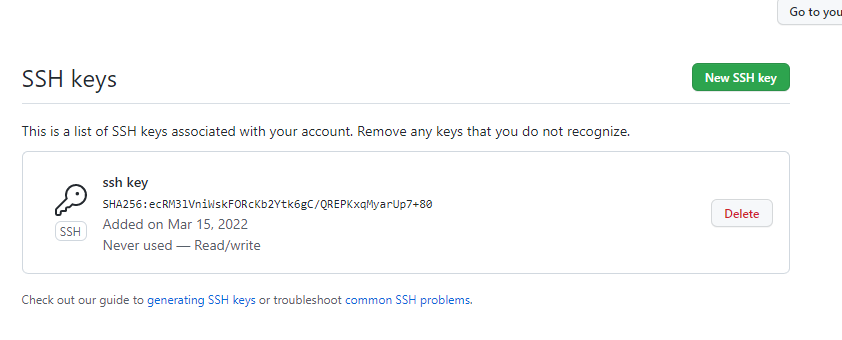 Go to you
SSH keys
New SSH key
This is a list of SSH keys associated with your account. Remove any keys that you do not recognize.
ssh key
SHA256:ecRM31VniWskFORcKb2Ytk6gC/QREPKxqMyarUp7+80
SSH
Added on Mar 15, 2022
Delete
Never used — Read/write
Check out our guide to generating SSH keys or troubleshoot common SSH problems.